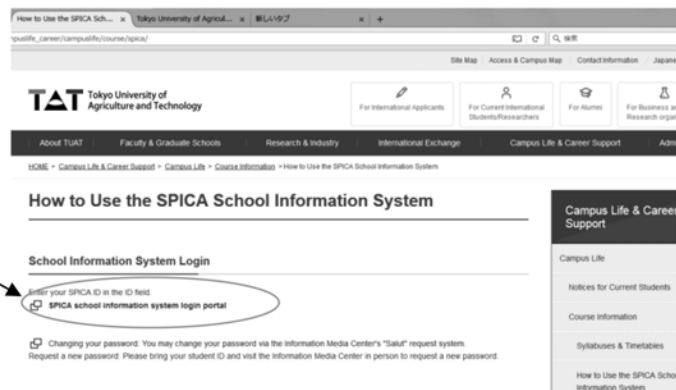 How to Use the SPICA Sch...
Tokyo University of Agricul...
新しいタブ
/course/spica/
検索
Site Map
Access & Campus Map
Contact Information
Japane
TAT
Tokyo University of
Agriculture and Technology
For International Applicants
For Current International
Students/Researchers
For Alumni
For Business a
Research organ
About TUAT
Faculty & Graduate Schools
Research & Industry
International Exchange
Campus Life & Career Support
Adm
HOME > Campus Life & Career Support > Campus Life > Course Information > How to Use the SPICA School Information System
How to Use the SPICA School Information System
School Information System Login
Enter your SPICA ID in the ID field.
SPICA school information system login portal
Changing your password: You may change your password via the Information Media Center's "Salut" request system.
Request a new password: Please bring your student ID and visit the Information Media Center in person to request a new password.
Campus Life & Career
Support
Campus Life
Notices for Current Students
Course Information
Syllabuses & Timetables
How to Use the SPICA Schoo
Information System